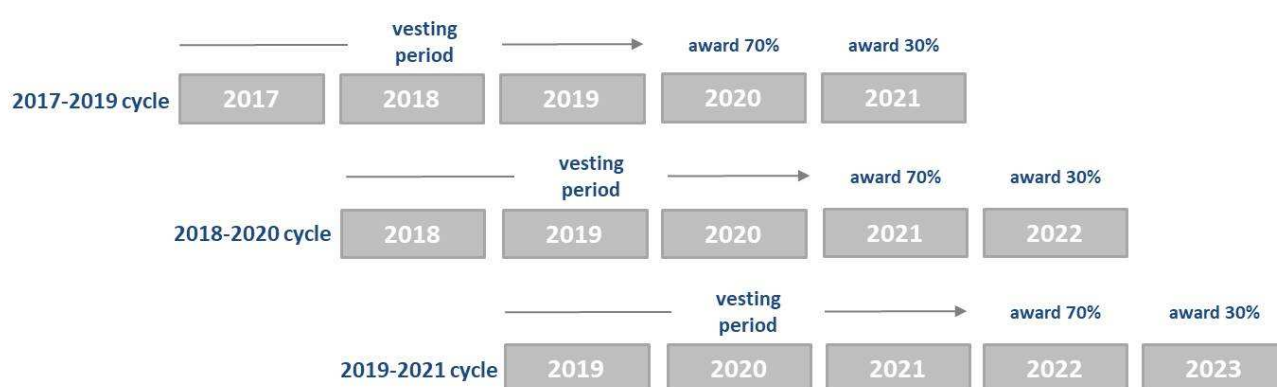 vesting
period
award 70%
award 30%
2017-2019 cycle
2017
2018
2019
2020
2021
vesting
period
award 70%
award 30%
2018-2020 cycle
2018
2019
2020
2021
2022
vesting
period
award 70%
award 30%
2019-2021 cycle
2019
2020
2021
2022
2023